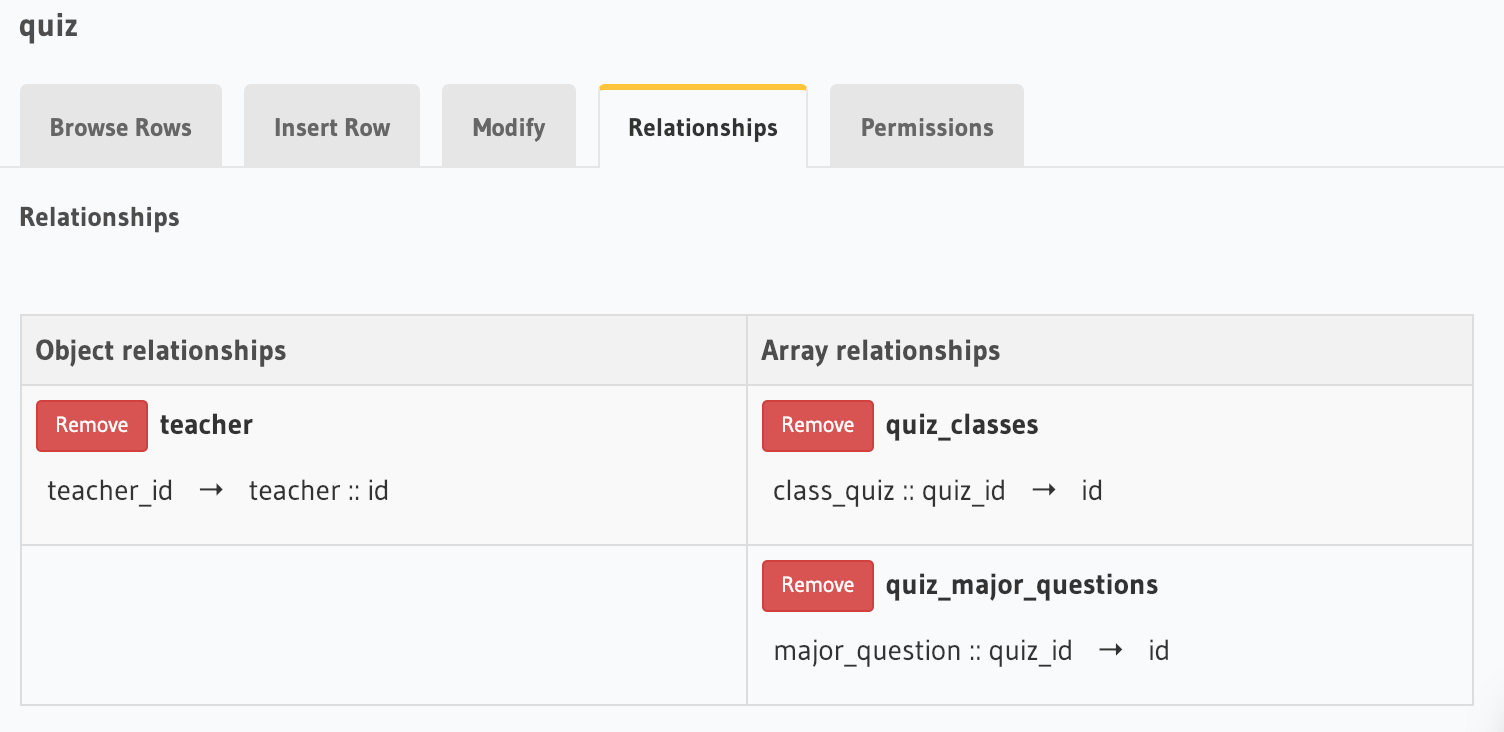 quiz
Browse Rows Insert Row Modify Relationships Permissions
Relationships
Object relationships Array relationships
Remove teacher Remove quiz_classes
teacher_id → teacher :: id class_quiz :: quiz_id → id
Remove quiz_major_questions
major_question :: quiz_id → id